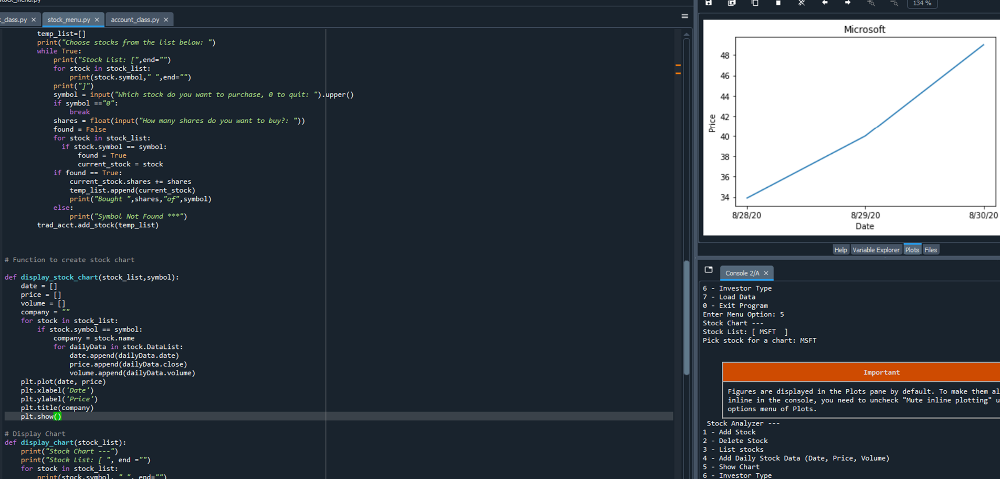 stock_menu.py
_class.py
stock_menu.py
account_class.py
temp_list=[]
print("Choose stocks from the list below: ")
while True:
print("Stock List: [",end="")
for stock in stock_list:
print(stock.symbol," ",end="")
print("]")
symbol = input("Which stock do you want to purchase, 0 to quit: ").upper()
if symbol =="0":
break
shares = float(input("How many shares do you want to buy?: "))
found = False
for stock in stock_list:
if stock.symbol == symbol:
found = True
current_stock = stock
if found == True:
current_stock.shares += shares
temp_list.append(current_stock)
print("Bought ",shares,"of",symbol)
else:
print("Symbol Not Found ***")
trad_acct.add_stock(temp_list)
# Function to create stock chart
def display_stock_chart(stock_list,symbol):
date = []
price = []
volume = []
company = ""
for stock in stock_list:
if stock.symbol == symbol:
company = stock.name
for dailyData in stock.DataList:
date.append(dailyData.date)
price.append(dailyData.close)
volume.append(dailyData.volume)
plt.plot(date, price)
plt.xlabel('Date')
plt.ylabel('Price')
plt.title(company)
plt.show()
# Display Chart
def display_chart(stock_list):
print("Stock Chart ---")
print("Stock List: [ ", end ="")
for stock in stock_list:
print(stock.symbol, " ", end="")
134 %
Microsoft
48
46
44
42
40
38
36
34
Price
8/28/20 8/29/20 8/30/20
Date
Help Variable Explorer Plots Files
Console 2/A
6 - Investor Type
7 - Load Data
0 - Exit Program
Enter Menu Option: 5
Stock Chart ---
Stock List: [ MSFT  ]
Pick stock for a chart: MSFT
Important
Figures are displayed in the Plots pane by default. To make them al
inline in the console, you need to uncheck "Mute inline plotting" u
options menu of Plots.
Stock Analyzer ---
1 - Add Stock
2 - Delete Stock
3 - List stocks
4 - Add Daily Stock Data (Date, Price, Volume)
5 - Show Chart
6 - Investor Type